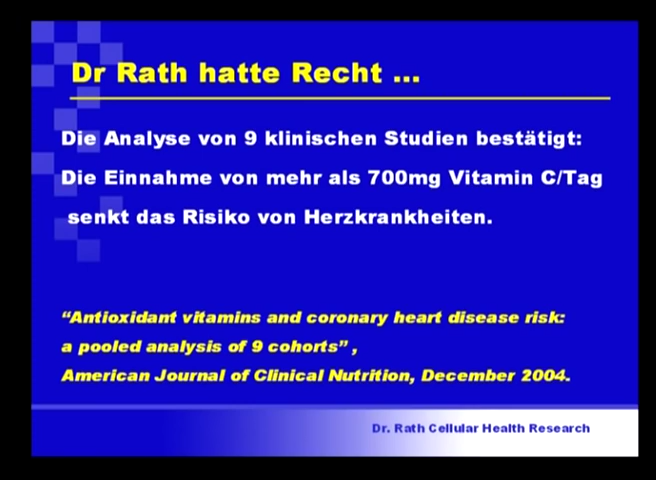 Dr Rath hatte Recht ...
Die Analyse von 9 klinischen Studien bestätigt:
Die Einnahme von mehr als 700mg Vitamin C/Tag
senkt das Risiko von Herzkrankheiten.
“Antioxidant vitamins and coronary heart disease risk:
a pooled analysis of 9 cohorts” ,
American Journal of Clinical Nutrition, December 2004.
Dr. Rath Cellular Health Research